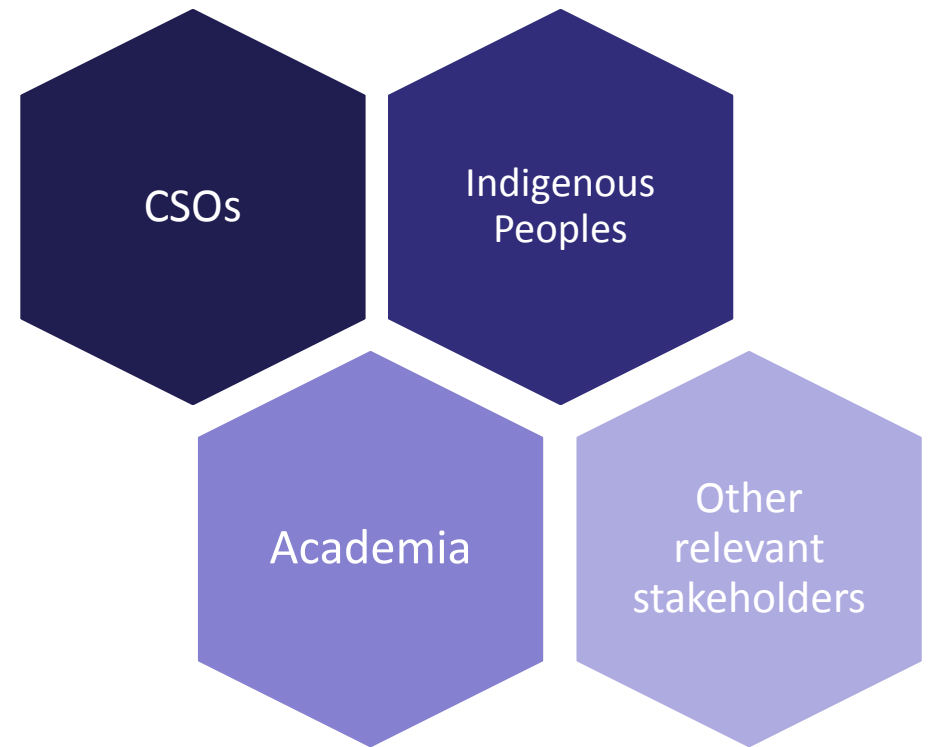 CSOs
Indigenous
Peoples
Academia
Other
relevant
stakeholders